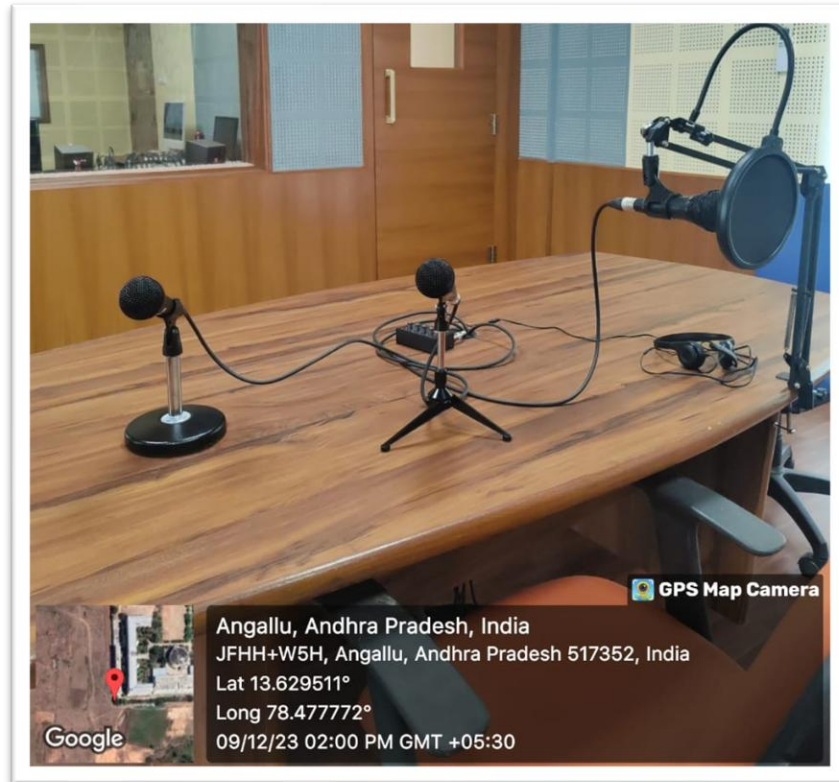 GPS Map Camera
Angallu, Andhra Pradesh, India
JFHH+W5H, Angallu, Andhra Pradesh 517352, India
Lat 13.629511°
Long 78.477772°
09/12/23 02:00 PM GMT +05:30
Google